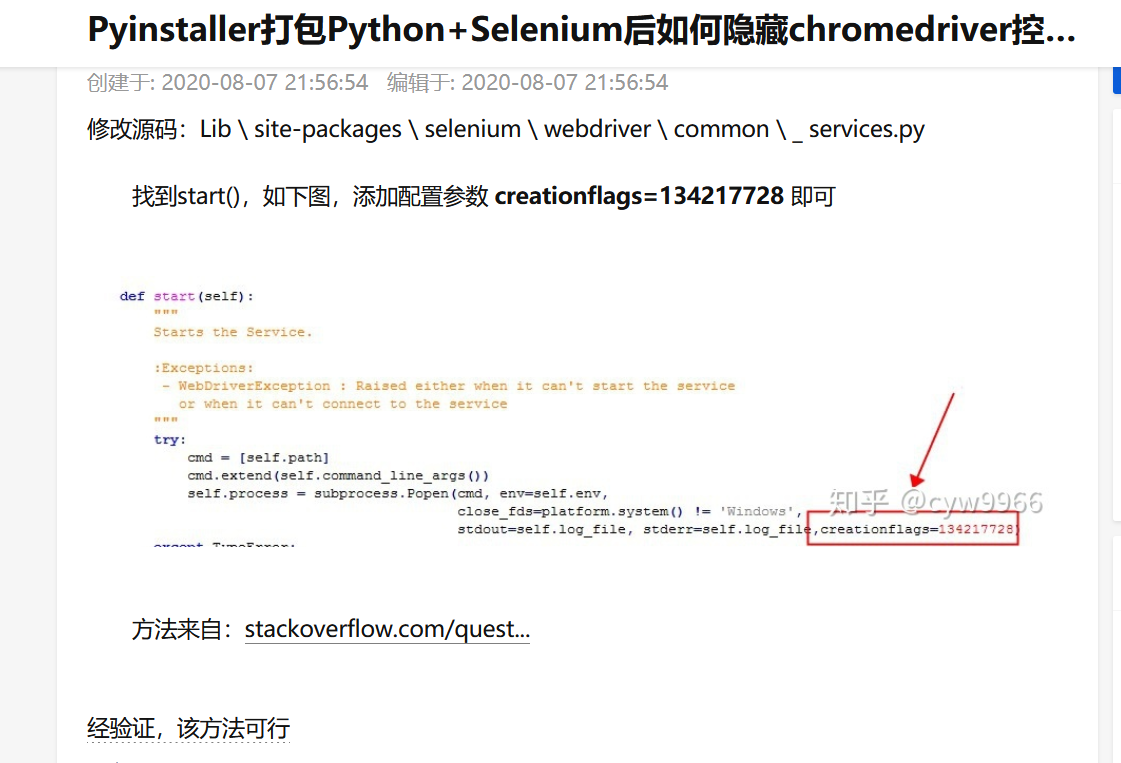 Pyinstaller打包Python+Selenium后如何隐藏chromedriver控...
创建于: 2020-08-07 21:56:54 编辑于: 2020-08-07 21:56:54
修改源码：Lib \ site-packages \ selenium \ webdriver \ common \ _ services.py
找到start()，如下图，添加配置参数 creationflags=134217728 即可
def start(self):
"""
Starts the Service.
:Exceptions:
- WebDriverException : Raised either when it can't start the service
or when it can't connect to the service
"""
try:
cmd = [self.path]
cmd.extend(self.command_line_args())
self.process = subprocess.Popen(cmd, env=self.env,
知乎 @cyw9966
close_fds=platform.system() != 'Windows',
stdout=self.log_file, stderr=self.log_file,creationflags=134217728)
except TypeError:
方法来自：stackoverflow.com/quest...
经验证，该方法可行